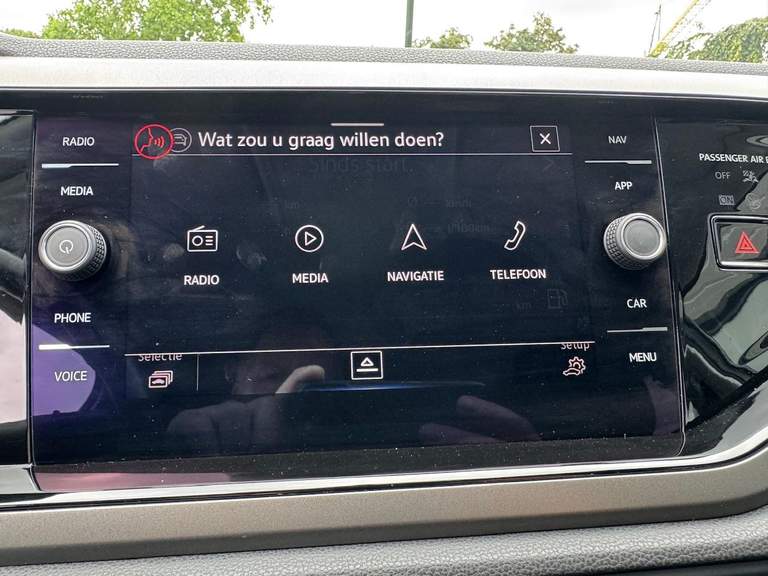 RADIO
MEDIA
PHONE
VOICE
Wat zou u graag willen doen?
RADIO
MEDIA
NAVIGATIE
TELEFOON
Selectie
Setup
NAV
APP
CAR
MENU
PASSENGER AIR
OFF
ON